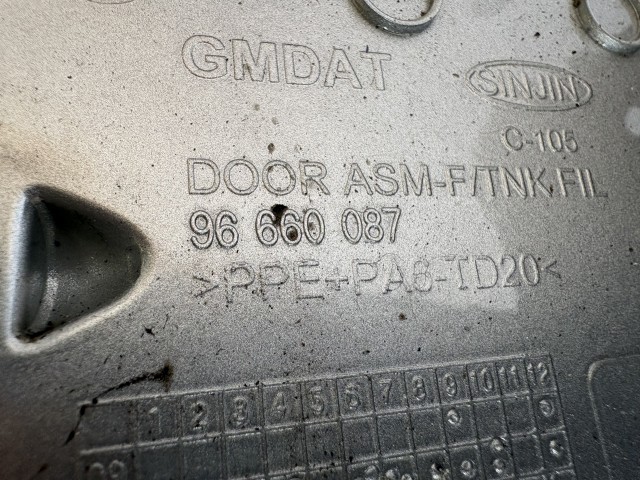 GMDAT
SINJIN
C-105
DOOR ASM-F/TNK FIL
96 660 087
>PPE+PA6-TD20<
1 2 3 4 5 6 7 8 9 10 11 12